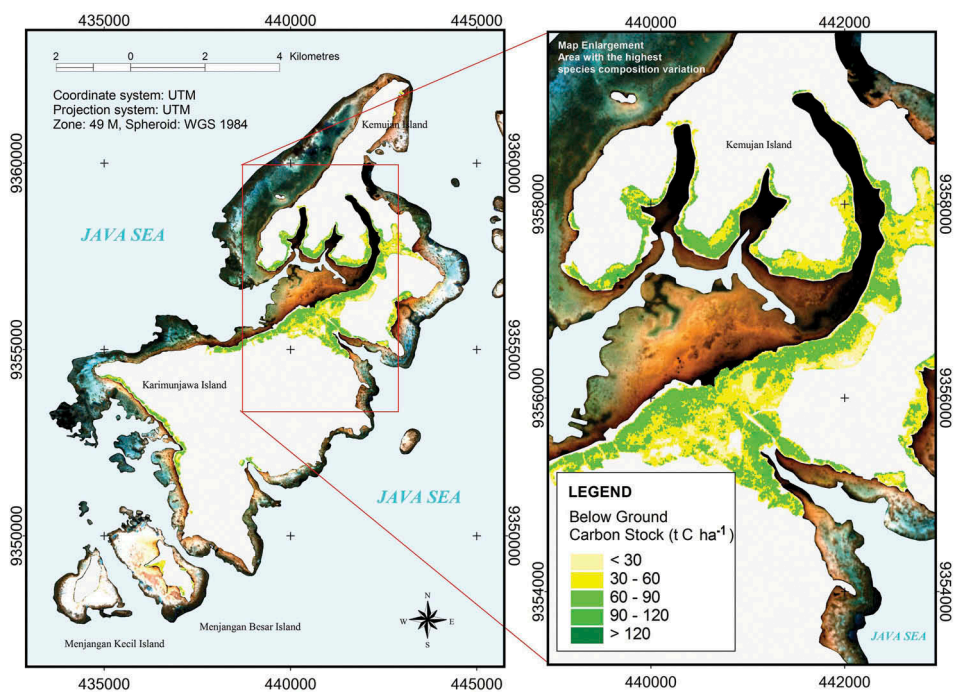 435000 440000 445000
2 0 2 4 Kilometres
Coordinate system: UTM
Projection system: UTM
Zone: 49 M, Spheroid: WGS 1984
Kemujan Island
9360000
9360000
JAVA SEA
9355000
9355000
Karimunjawa Island
JAVA SEA
9350000
9350000
Menjangan Besar Island
Menjangan Kecil Island
N
W E
S
435000 440000 445000
440000 442000
Map Enlargement
Area with the highest
species composition variation
Kemujan Island
9358000
9358000
9356000
9356000
LEGEND
Below Ground
Carbon Stock (t C ha-1)
< 30
30 - 60
60 - 90
90 - 120
> 120
9354000
9354000
JAVA SEA
440000 442000